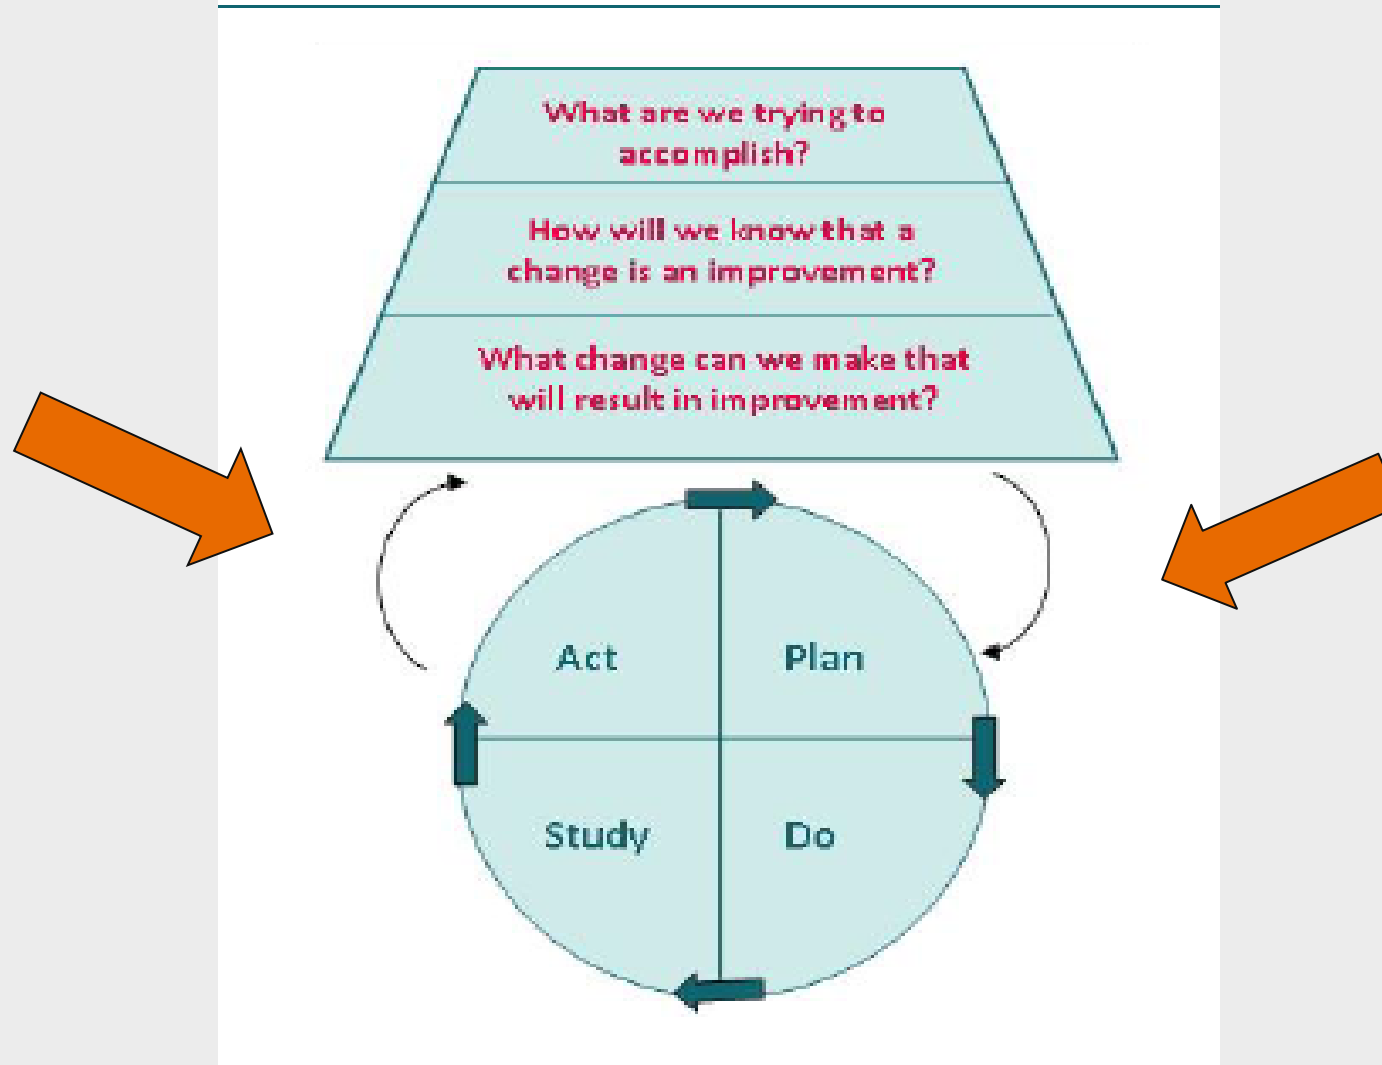 What are we trying to
accomplish?
How will we know that a
change is an improvement?
What change can we make that
will result in improvement?
Act
Plan
Study
Do